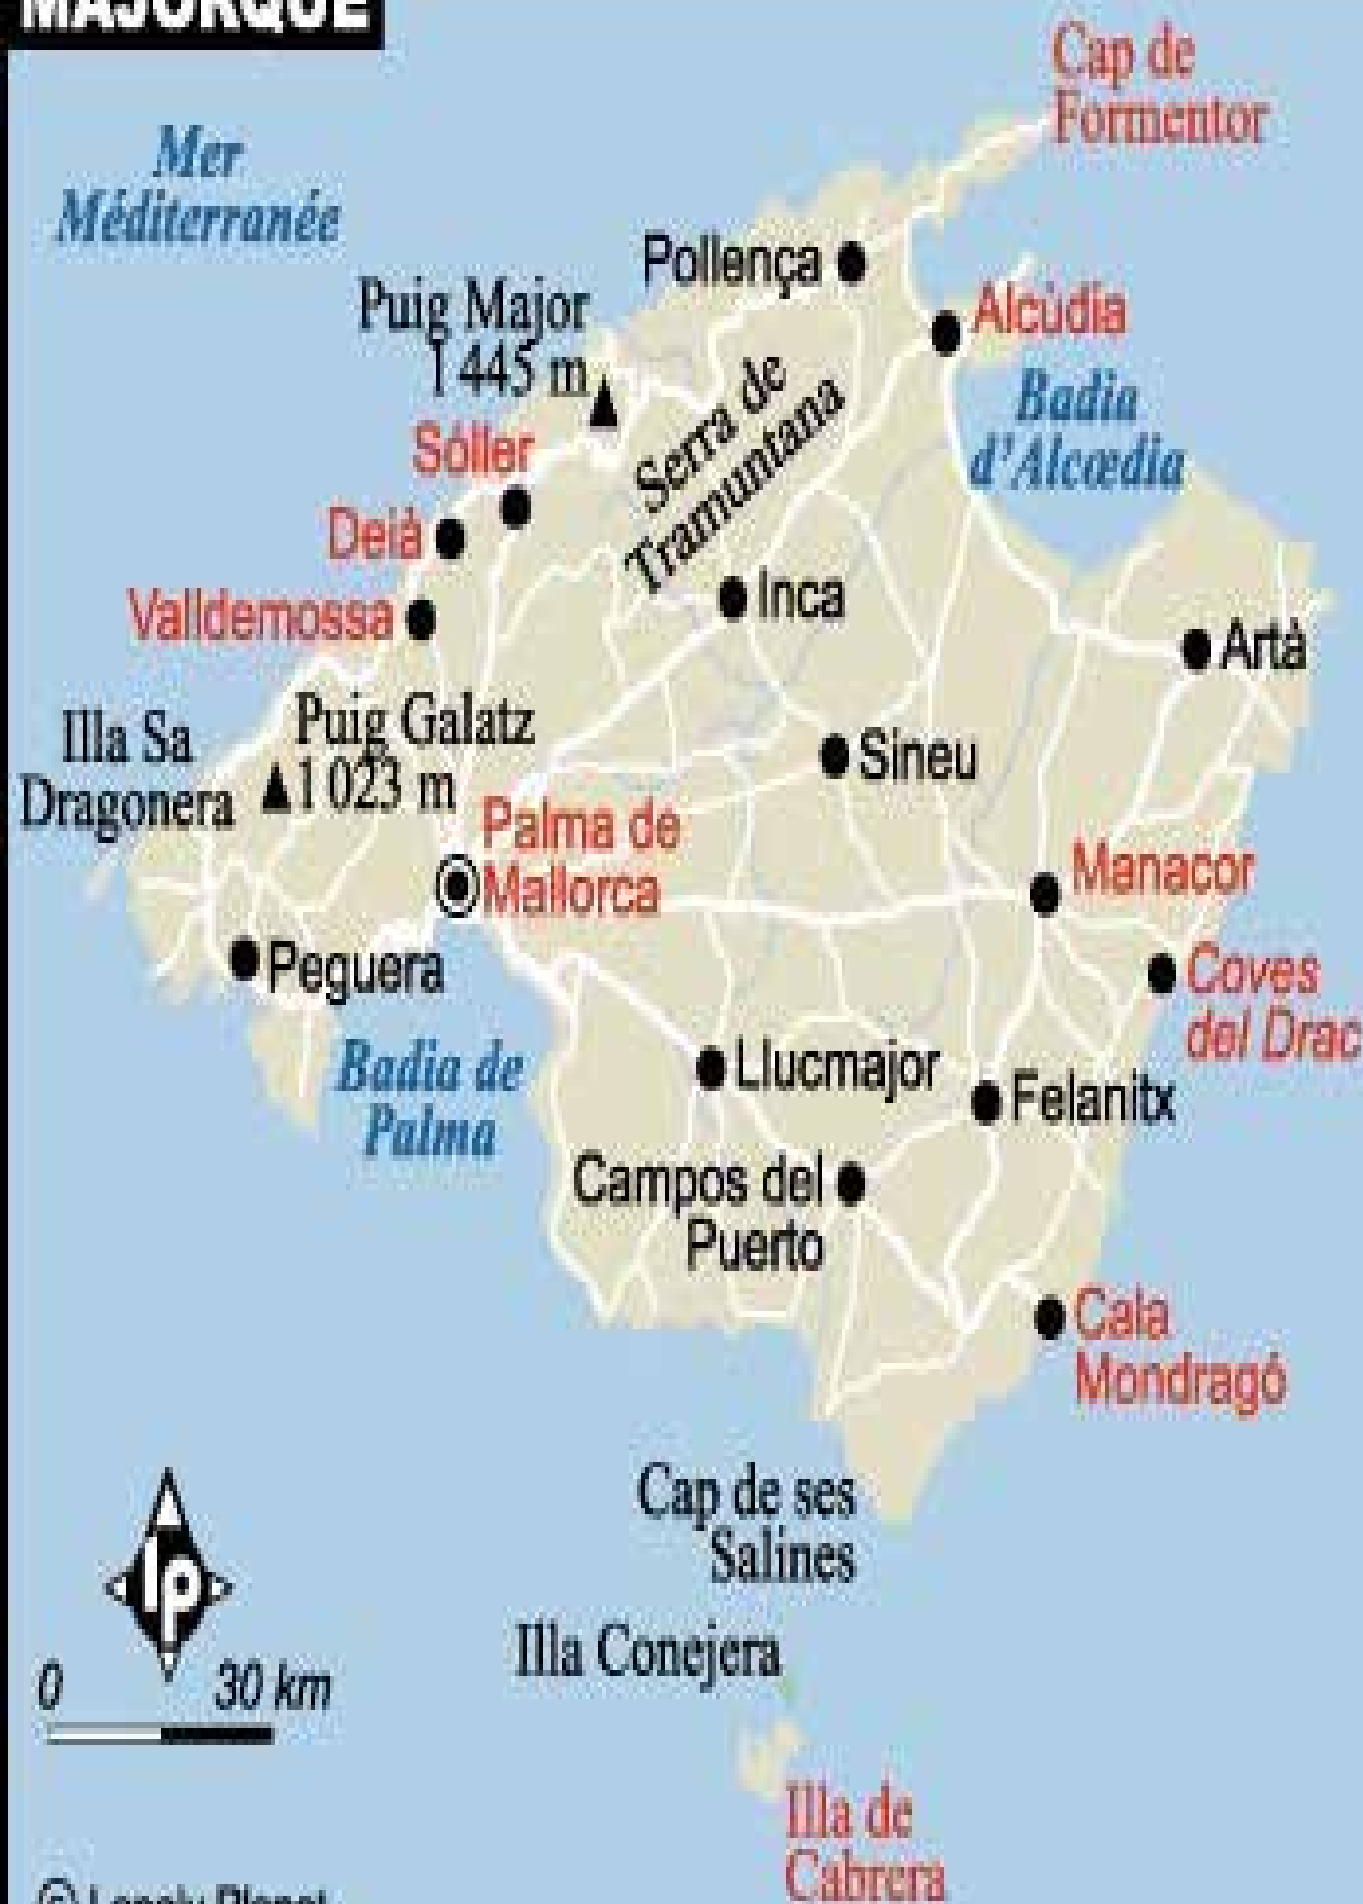 MAJORQUE
Cap de
Formentor
Mer
Méditerranée
Pollença
Puig Major
1 445 m
Alcúdia
Badia
d'Alcœdia
Serra de
Tramuntana
Sóller
Deià
Valldemossa
Inca
Artà
Illa Sa
Dragonera
Puig Galatz
1 023 m
Sineu
Palma de
Mallorca
Manacor
Peguera
Coves
del Drac
Badia de
Palma
Llucmajor
Felanitx
Campos del
Puerto
Cala
Mondragó
Cap de ses
Salines
lp
Illa Conejera
0 30 km
Illa de
Cabrera
© Lonely Planet